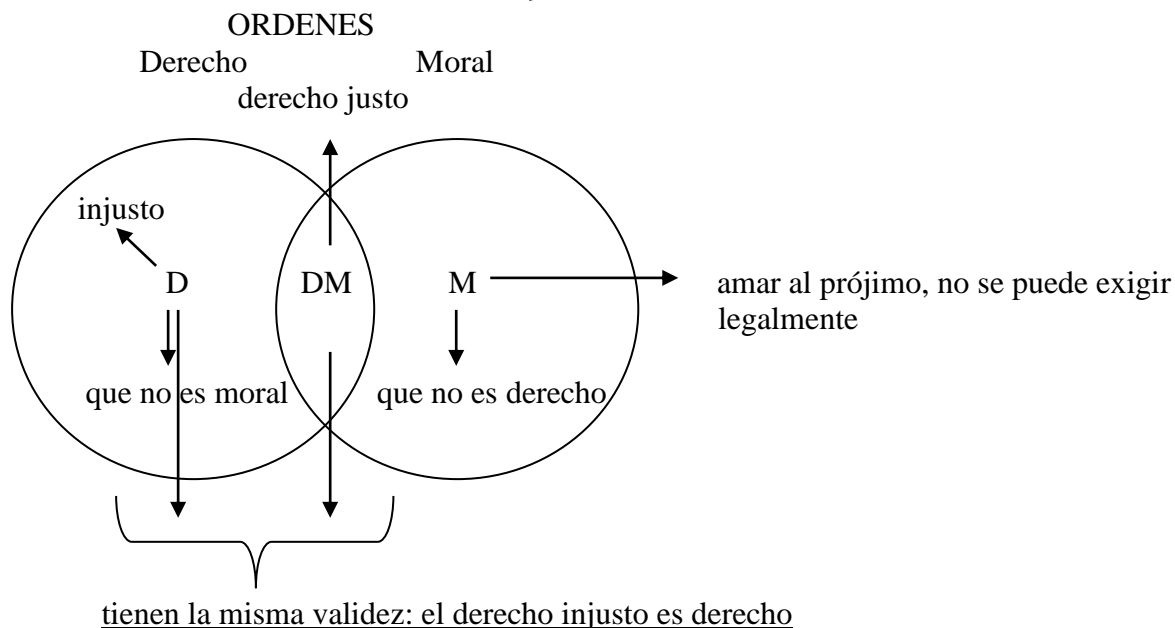 ORDENES
Derecho Moral
derecho justo
injusto
D DM M
amar al prójimo, no se puede exigir
legalmente
que no es moral que no es derecho
tienen la misma validez: el derecho injusto es derecho